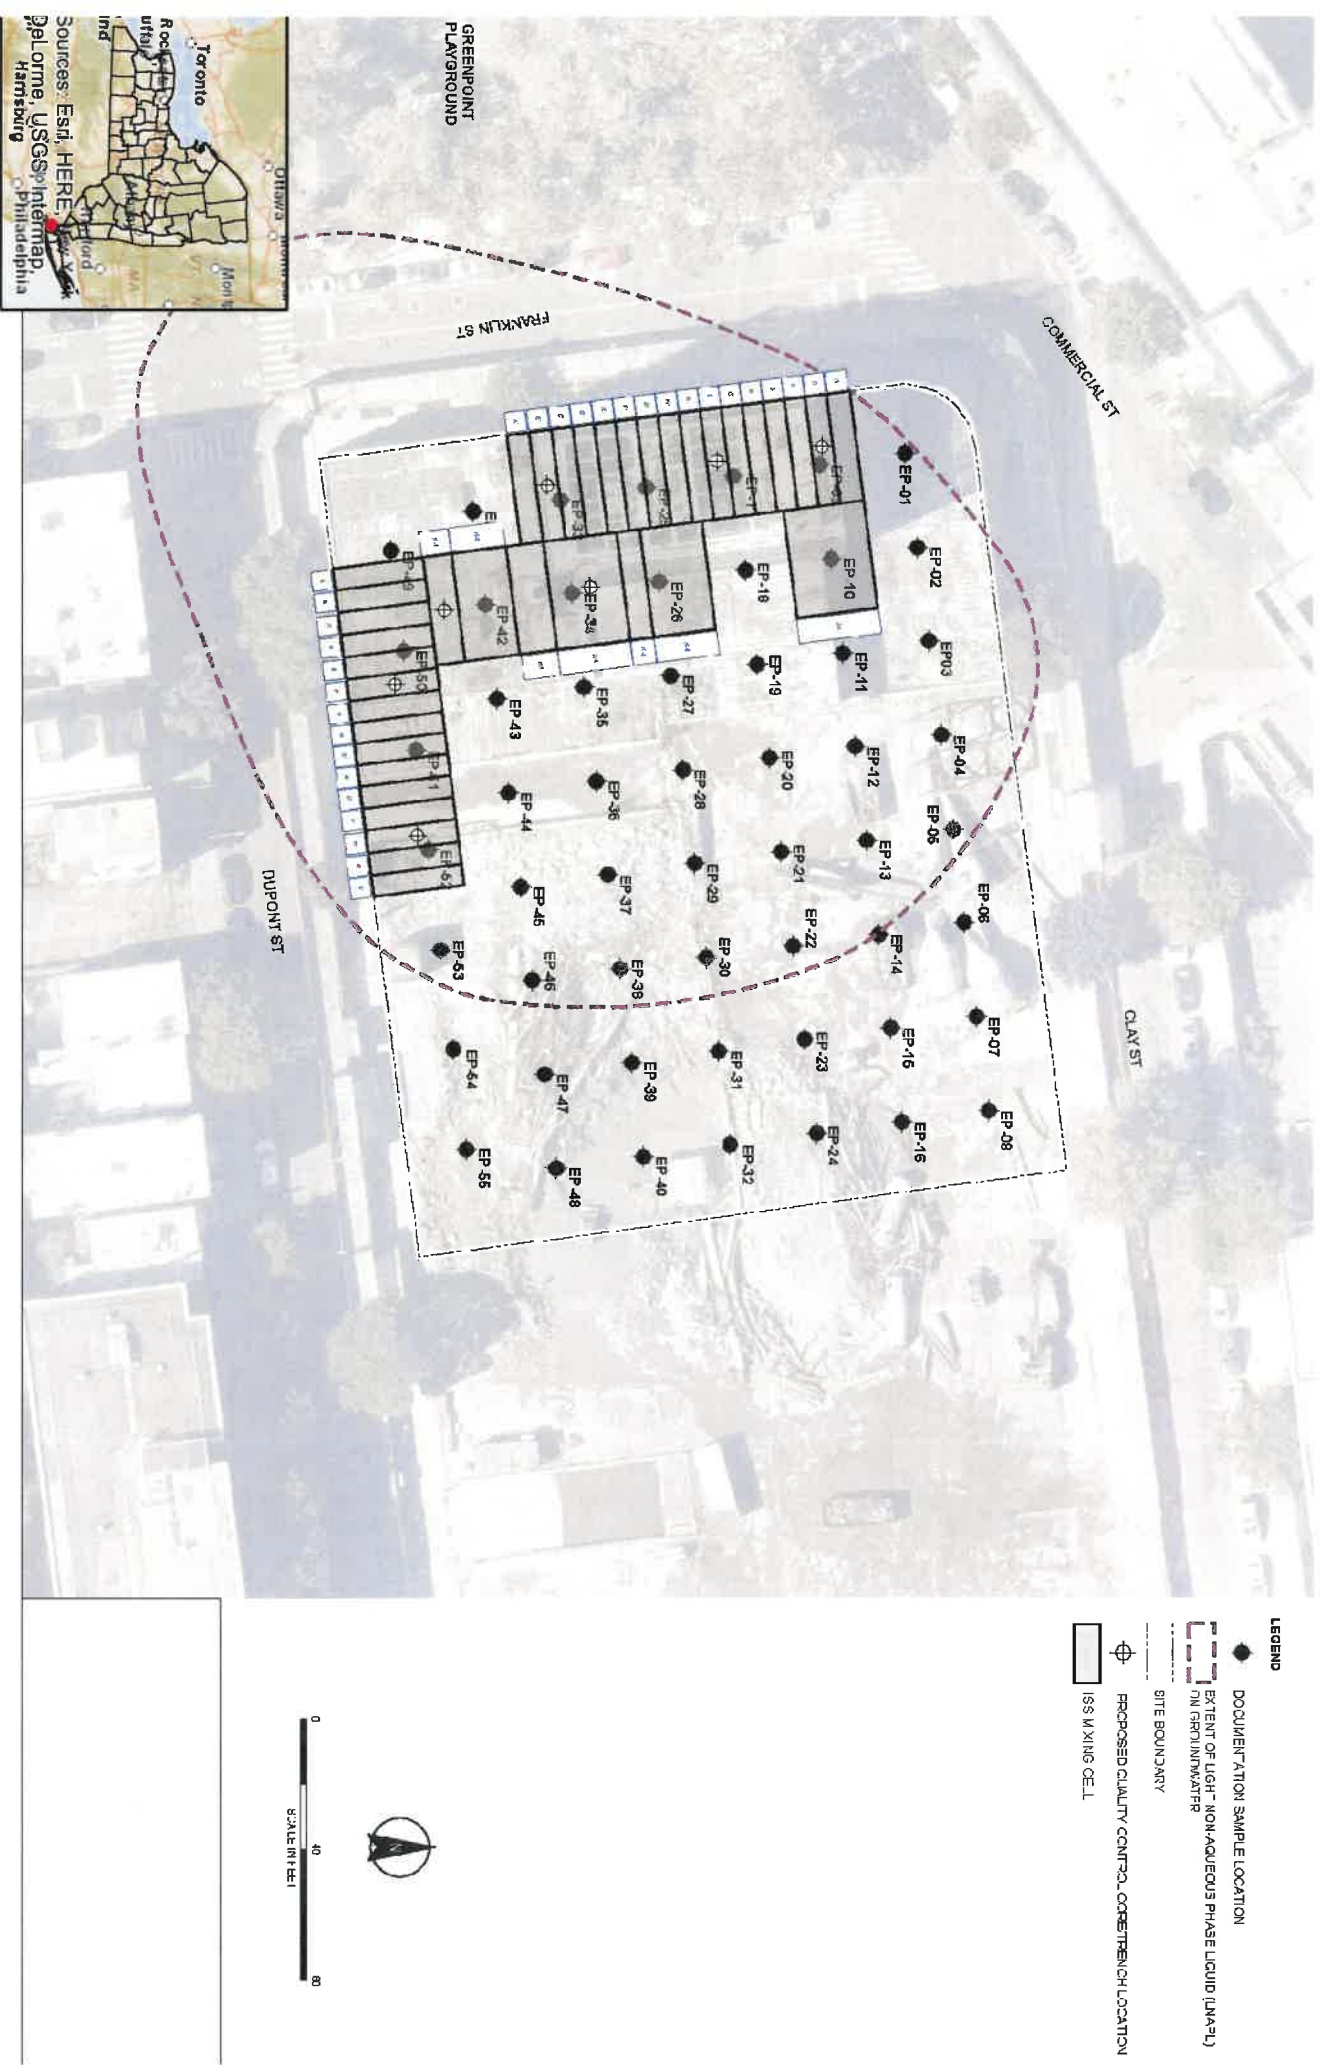 GREENPOINT
PLAYGROUND
COMMERCIAL ST
FRANKLIN ST
CLAY ST
DUPONT ST
EP-01
EP-02
EP03
EP-04
EP-05
EP-06
EP-07
EP-08
EP-10
EP-11
EP-12
EP-13
EP-14
EP-15
EP-16
EP-18
EP-19
EP-20
EP-21
EP-22
EP-23
EP-24
EP-26
EP-27
EP-28
EP-29
EP-30
EP-31
EP-32
EP-34
EP-35
EP-36
EP-37
EP-38
EP-39
EP-40
EP-42
EP-43
EP-44
EP-45
EP-46
EP-47
EP-48
EP-49
EP-50
EP-52
EP-53
EP-54
EP-55
Ottawa
Toronto
Harrisburg
Philadelphia
Sources: Esri, HERE,
DeLorme, USGS, Intermap,
LEGEND
DOCUMENTATION SAMPLE LOCATION
EXTENT OF LIGHT NON-AQUEOUS PHASE LIQUID (LNAPL)
ON GROUNDWATER
SITE BOUNDARY
PROPOSED QUALITY CONTROL CORE/TRENCH LOCATION
ISS MIXING CELL
N
0 40 80
SCALE IN FEET